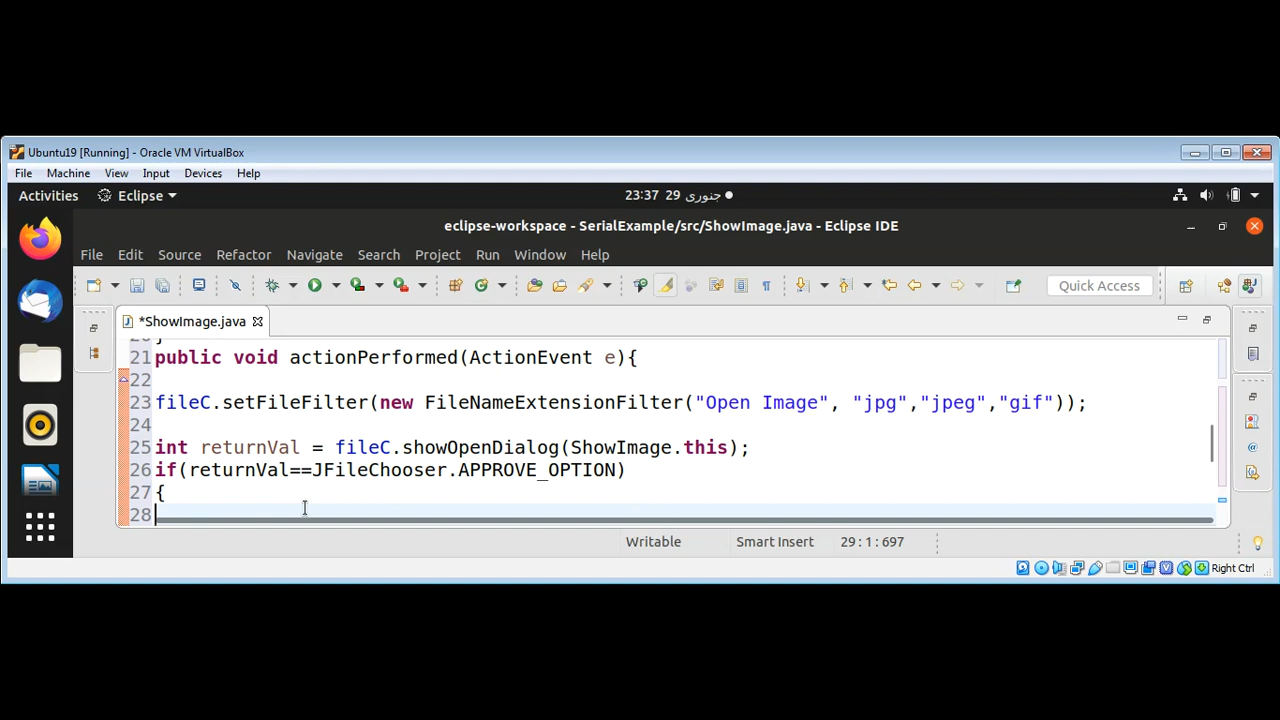 Ubuntu19 [Running] - Oracle VM VirtualBox
File Machine View Input Devices Help
Activities Eclipse 23:37 29 جنوری
eclipse-workspace - SerialExample/src/ShowImage.java - Eclipse IDE
File Edit Source Refactor Navigate Search Project Run Window Help
Quick Access
*ShowImage.java
20 }
21 public void actionPerformed(ActionEvent e){
22
23 fileC.setFileFilter(new FileNameExtensionFilter("Open Image", "jpg","jpeg","gif"));
24
25 int returnVal = fileC.showOpenDialog(ShowImage.this);
26 if(returnVal==JFileChooser.APPROVE_OPTION)
27 {
28
Writable Smart Insert 29 : 1 : 697
Right Ctrl